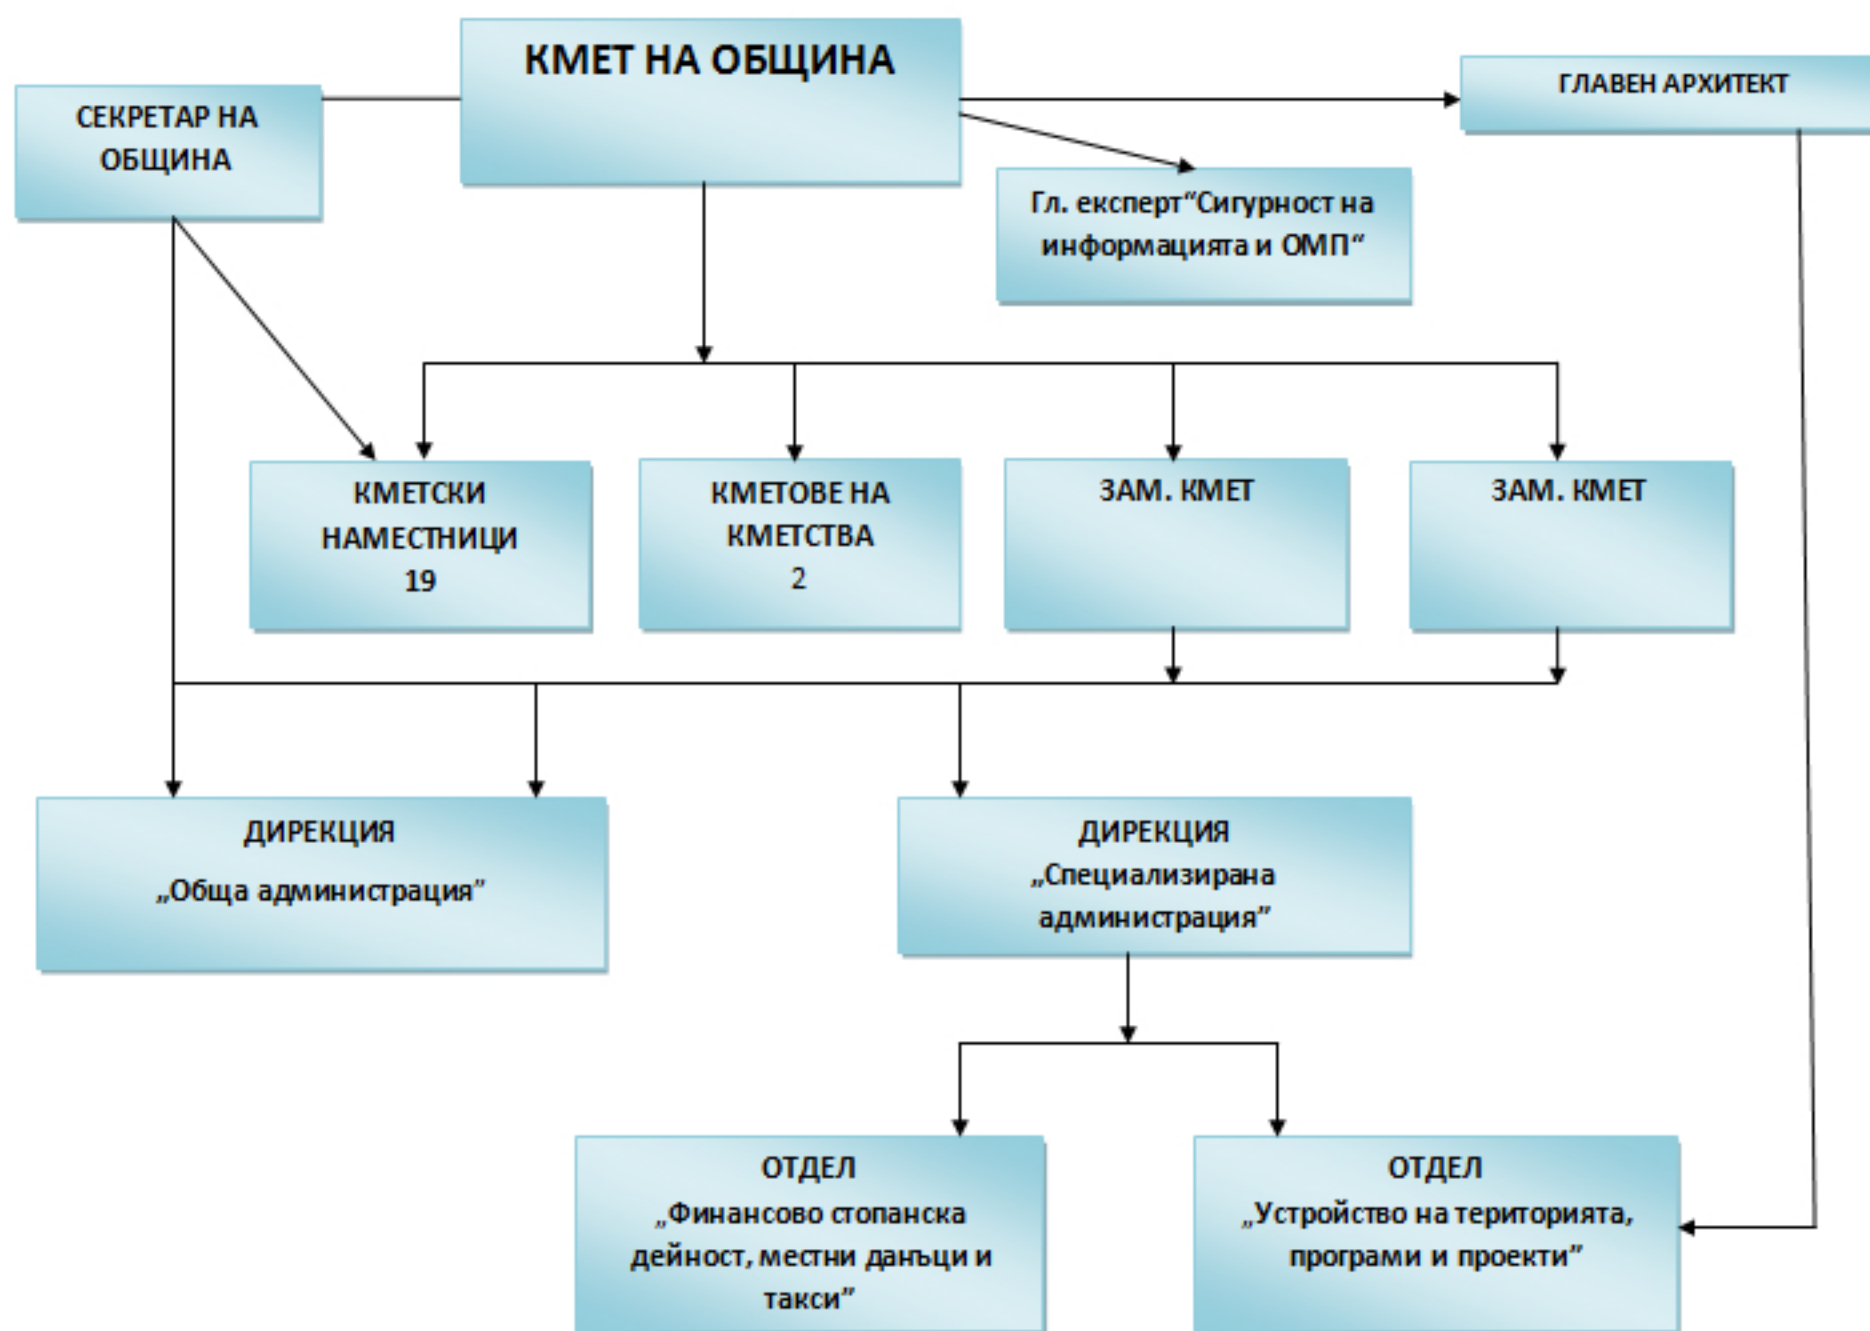 КМЕТ НА ОБЩИНА
СЕКРЕТАР НА
ОБЩИНА
ГЛАВЕН АРХИТЕКТ
Гл. експерт“Сигурност на
информацията и ОМП“
КМЕТСКИ
НАМЕСТНИЦИ
19
КМЕТОВЕ НА
КМЕТСТВА
2
ЗАМ. КМЕТ
ЗАМ. КМЕТ
ДИРЕКЦИЯ
„Обща администрация”
ДИРЕКЦИЯ
„Специализирана
администрация”
ОТДЕЛ
„Финансово стопанска
дейност, местни данъци и
такси”
ОТДЕЛ
„Устройство на територията,
програми и проекти”